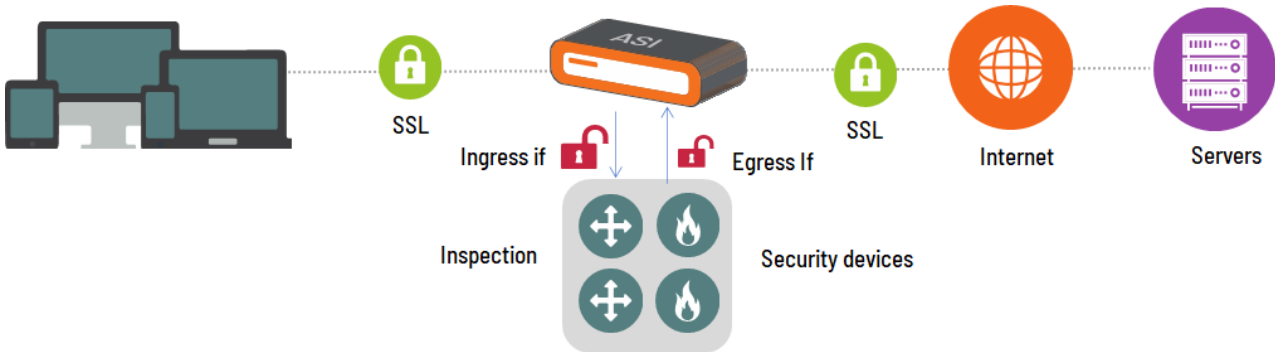 ASI
SSL
SSL
Ingress if
Egress If
Internet
Servers
Inspection
Security devices